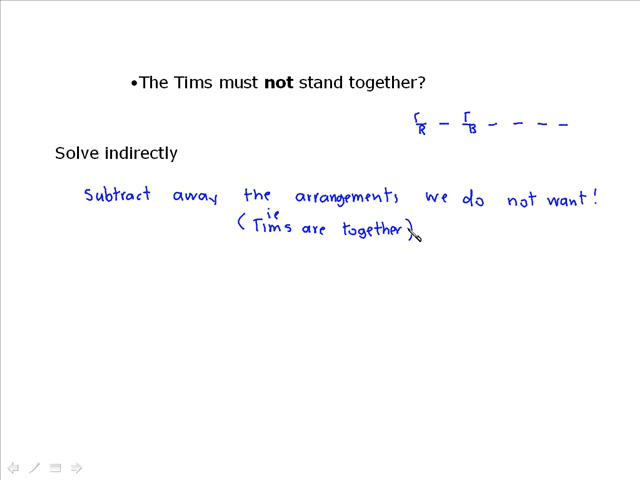 •The Tims must not stand together?
T/R – T/B – – – –
Solve indirectly
Subtract away the arrangements we do not want!
ie
(Tims are together)